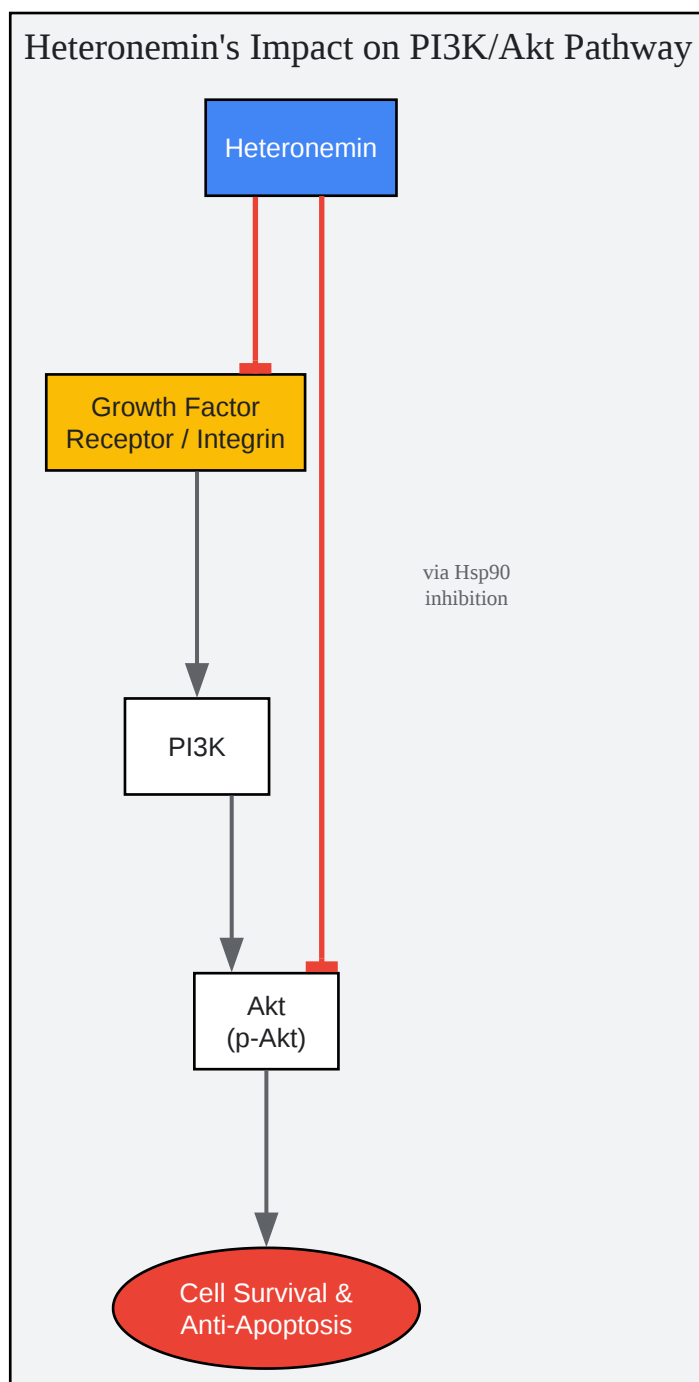 Heteronemin's Impact on PI3K/Akt Pathway
Heteronemin
Growth Factor
Receptor / Integrin
via Hsp90
inhibition
PI3K
Akt
(p-Akt)
Cell Survival &
Anti-Apoptosis